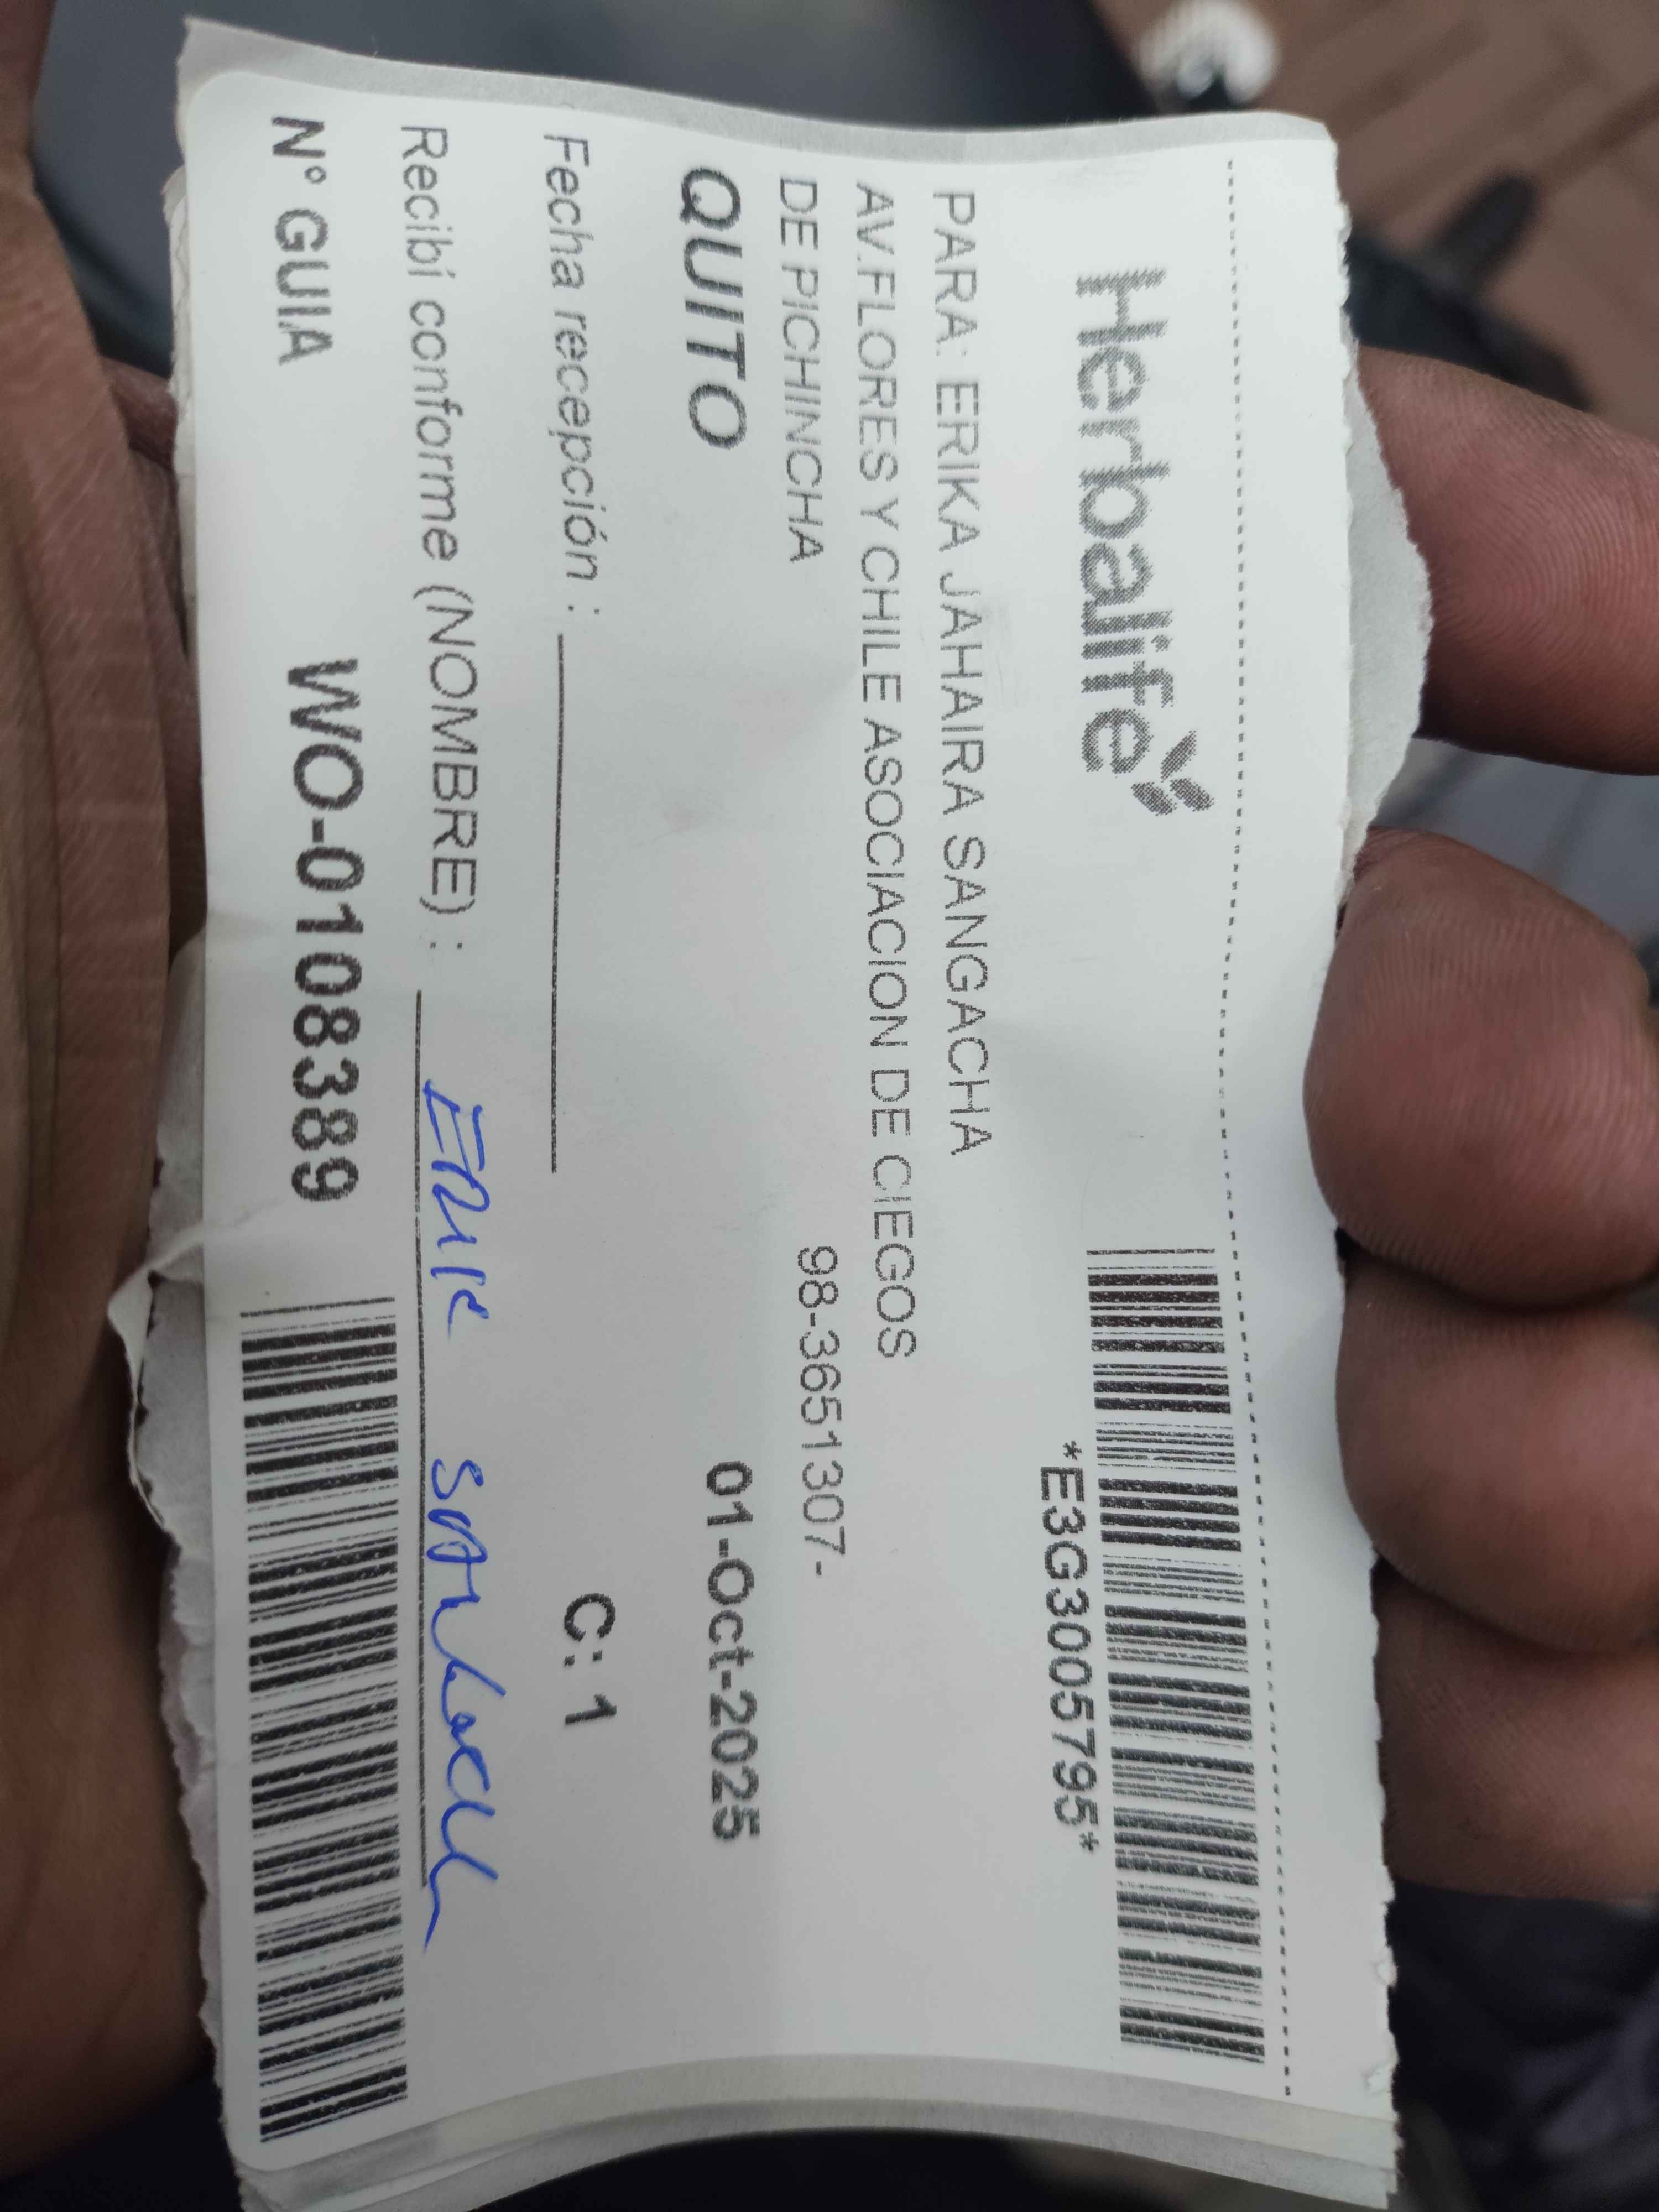 Herbalife
*E3G3005795*
PARA: ERIKA JAHAIRA SANGACHA
AV.FLORES Y CHILE ASOCIACION DE CIEGOS
DE PICHINCHA 98-3651307-
QUITO 01-Oct-2025
Fecha recepción :
C: 1
Recibí conforme (NOMBRE) :
N° GUIA WO-0108389